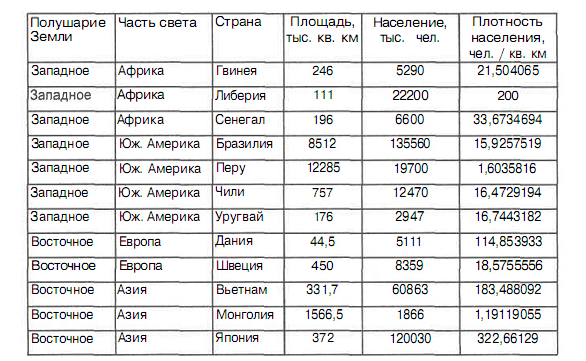 Полушарие Земли Часть света Страна Площадь, тыс. кв. км Население, тыс. чел. Плотность населения, чел. / кв. км
Западное Африка Гвинея 246 5290 21,504065
Западное Африка Либерия 111 22200 200
Западное Африка Сенегал 196 6600 33,6734694
Западное Юж. Америка Бразилия 8512 135560 15,9257519
Западное Юж. Америка Перу 12285 19700 1,6035816
Западное Юж. Америка Чили 757 12470 16,4729194
Западное Юж. Америка Уругвай 176 2947 16,7443182
Восточное Европа Дания 44,5 5111 114,853933
Восточное Европа Швеция 450 8359 18,5755556
Восточное Азия Вьетнам 331,7 60863 183,488092
Восточное Азия Монголия 1566,5 1866 1,19119055
Восточное Азия Япония 372 120030 322,66129